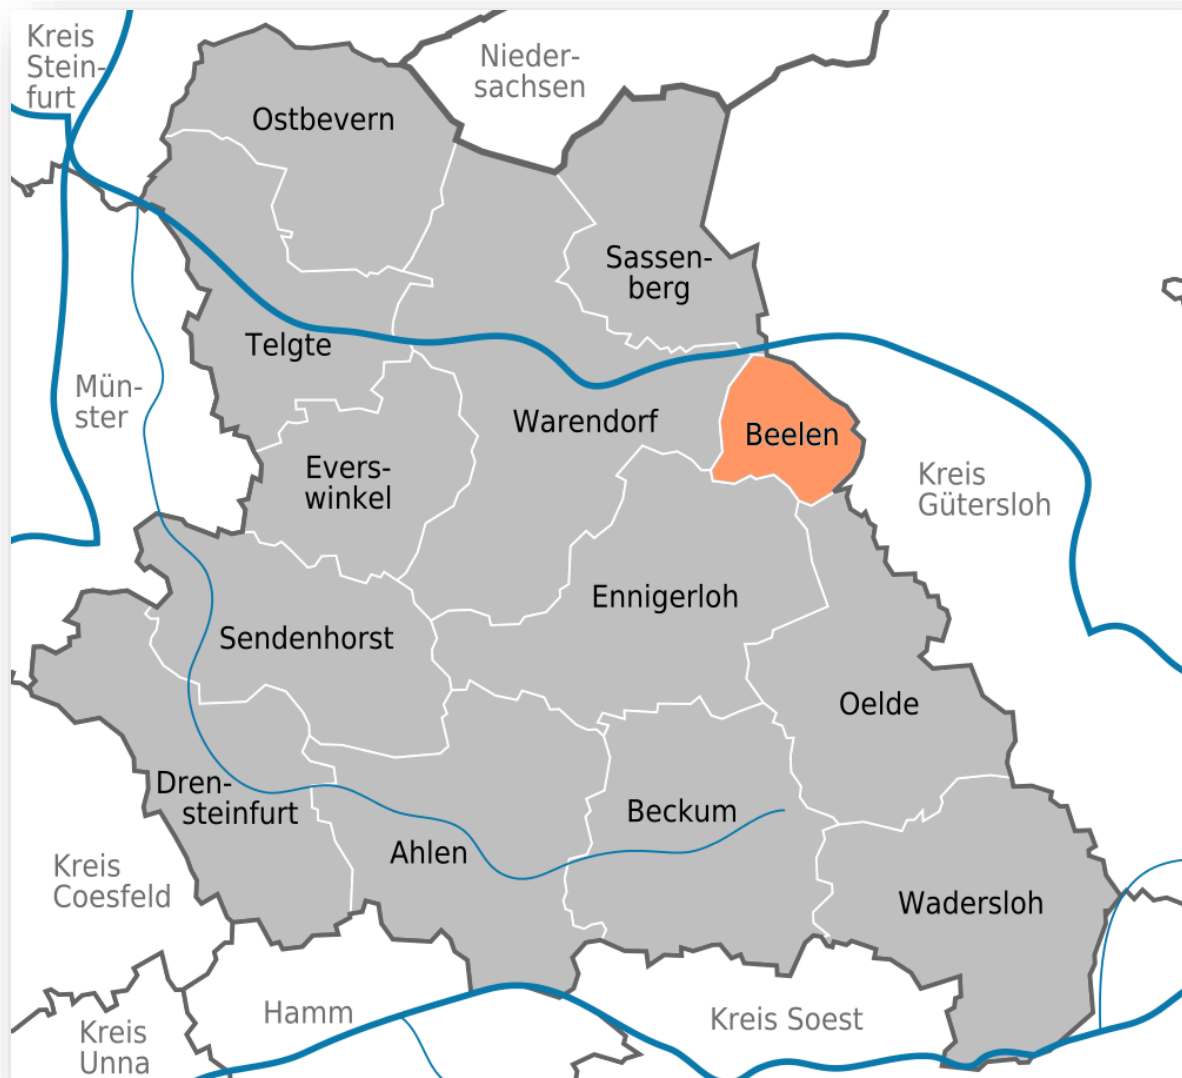 Kreis
Stein-
furt
Nieder-
sachsen
Ostbevern
Sassen-
berg
Telgte
Mün-
ster
Warendorf
Beelen
Evers-
winkel
Kreis
Gütersloh
Ennigerloh
Sendenhorst
Oelde
Dren-
steinfurt
Beckum
Ahlen
Kreis
Coesfeld
Wadersloh
Hamm
Kreis Soest
Kreis
Unna